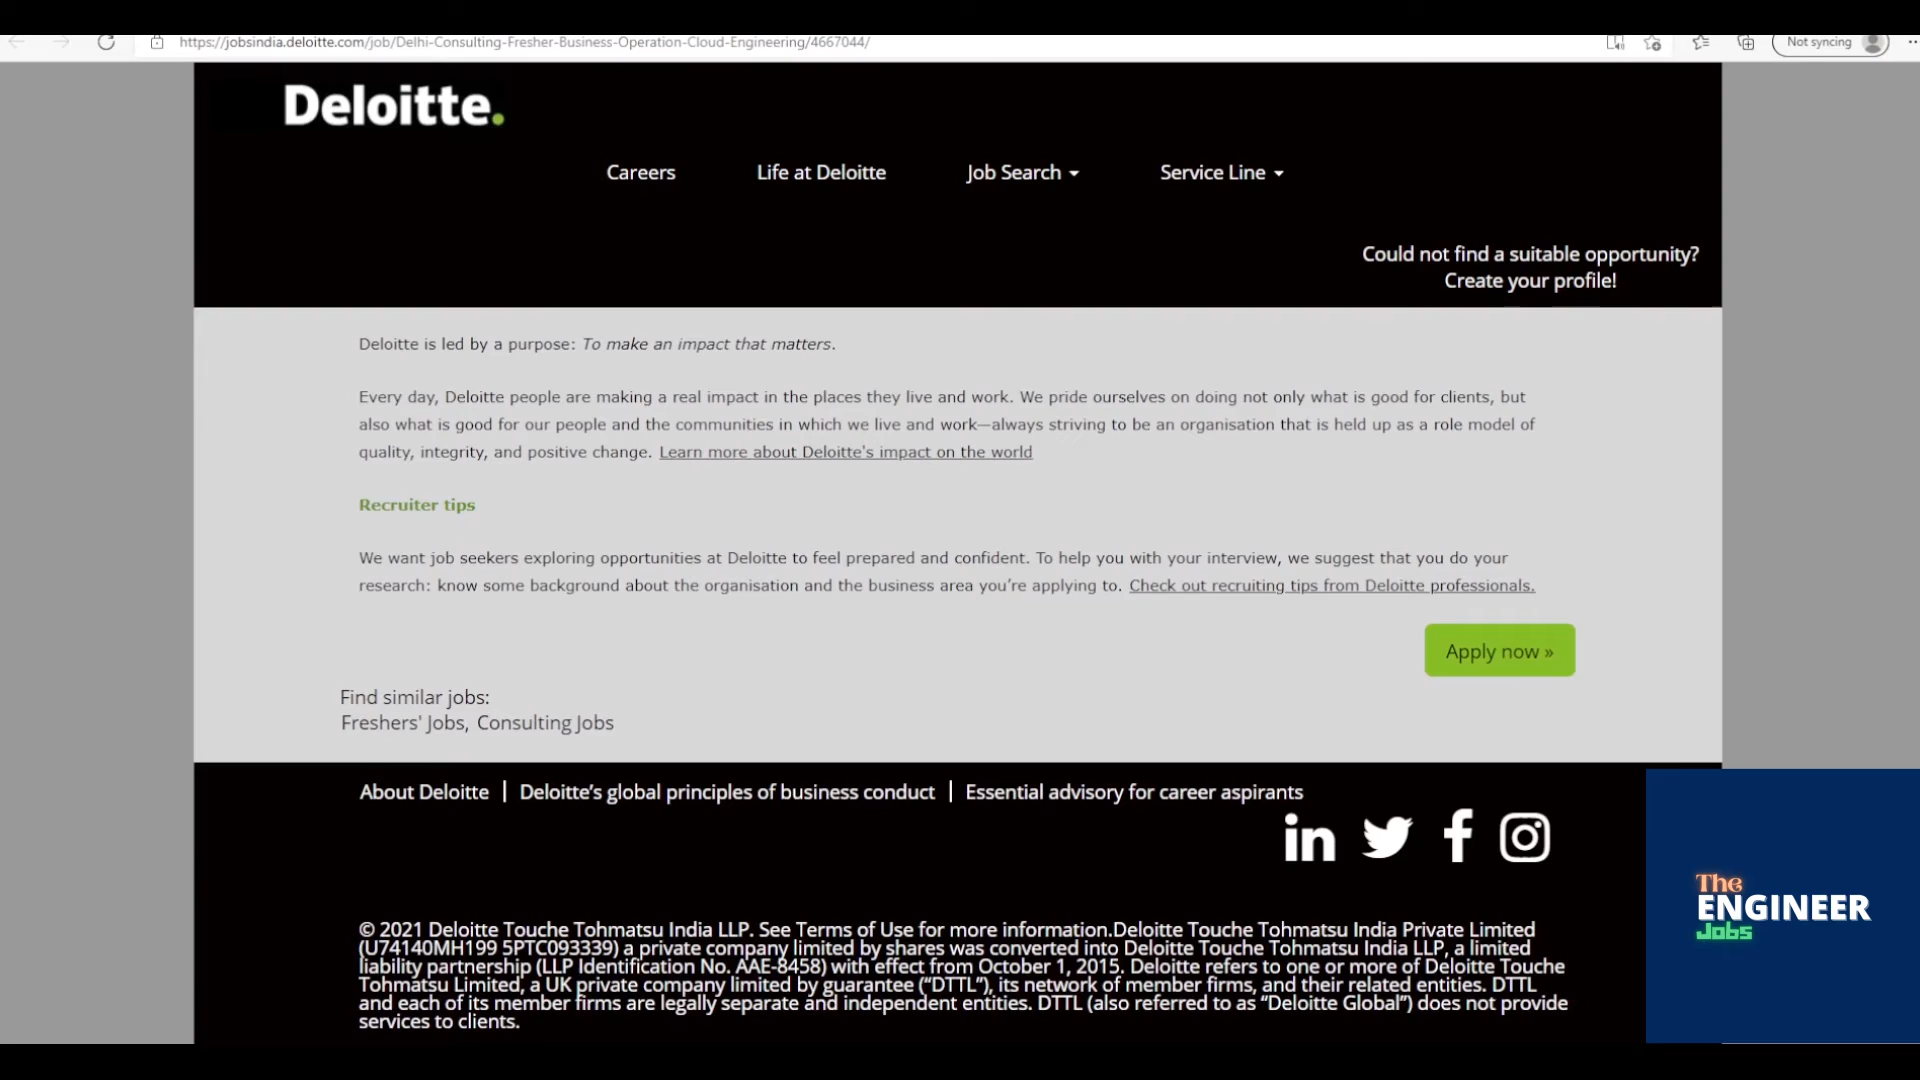 https://jobsindia.deloitte.com/job/Delhi-Consulting-Fresher-Business-Operation-Cloud-Engineering/4667044/
Not syncing
Deloitte.
Careers
Life at Deloitte
Job Search
Service Line
Could not find a suitable opportunity?
Create your profile!
Deloitte is led by a purpose: To make an impact that matters.
Every day, Deloitte people are making a real impact in the places they live and work. We pride ourselves on doing not only what is good for clients, but
also what is good for our people and the communities in which we live and work—always striving to be an organisation that is held up as a role model of
quality, integrity, and positive change. Learn more about Deloitte's impact on the world
Recruiter tips
We want job seekers exploring opportunities at Deloitte to feel prepared and confident. To help you with your interview, we suggest that you do your
research: know some background about the organisation and the business area you’re applying to. Check out recruiting tips from Deloitte professionals.
Apply now »
Find similar jobs:
Freshers' Jobs, Consulting Jobs
About Deloitte | Deloitte’s global principles of business conduct | Essential advisory for career aspirants
© 2021 Deloitte Touche Tohmatsu India LLP. See Terms of Use for more information.Deloitte Touche Tohmatsu India Private Limited
(U74140MH199 5PTC093339) a private company limited by shares was converted into Deloitte Touche Tohmatsu India LLP, a limited
liability partnership (LLP Identification No. AAE-8458) with effect from October 1, 2015. Deloitte refers to one or more of Deloitte Touche
Tohmatsu Limited, a UK private company limited by guarantee (“DTTL”), its network of member firms, and their related entities. DTTL
and each of its member firms are legally separate and independent entities. DTTL (also referred to as “Deloitte Global”) does not provide
services to clients.
The
ENGINEER
Jobs